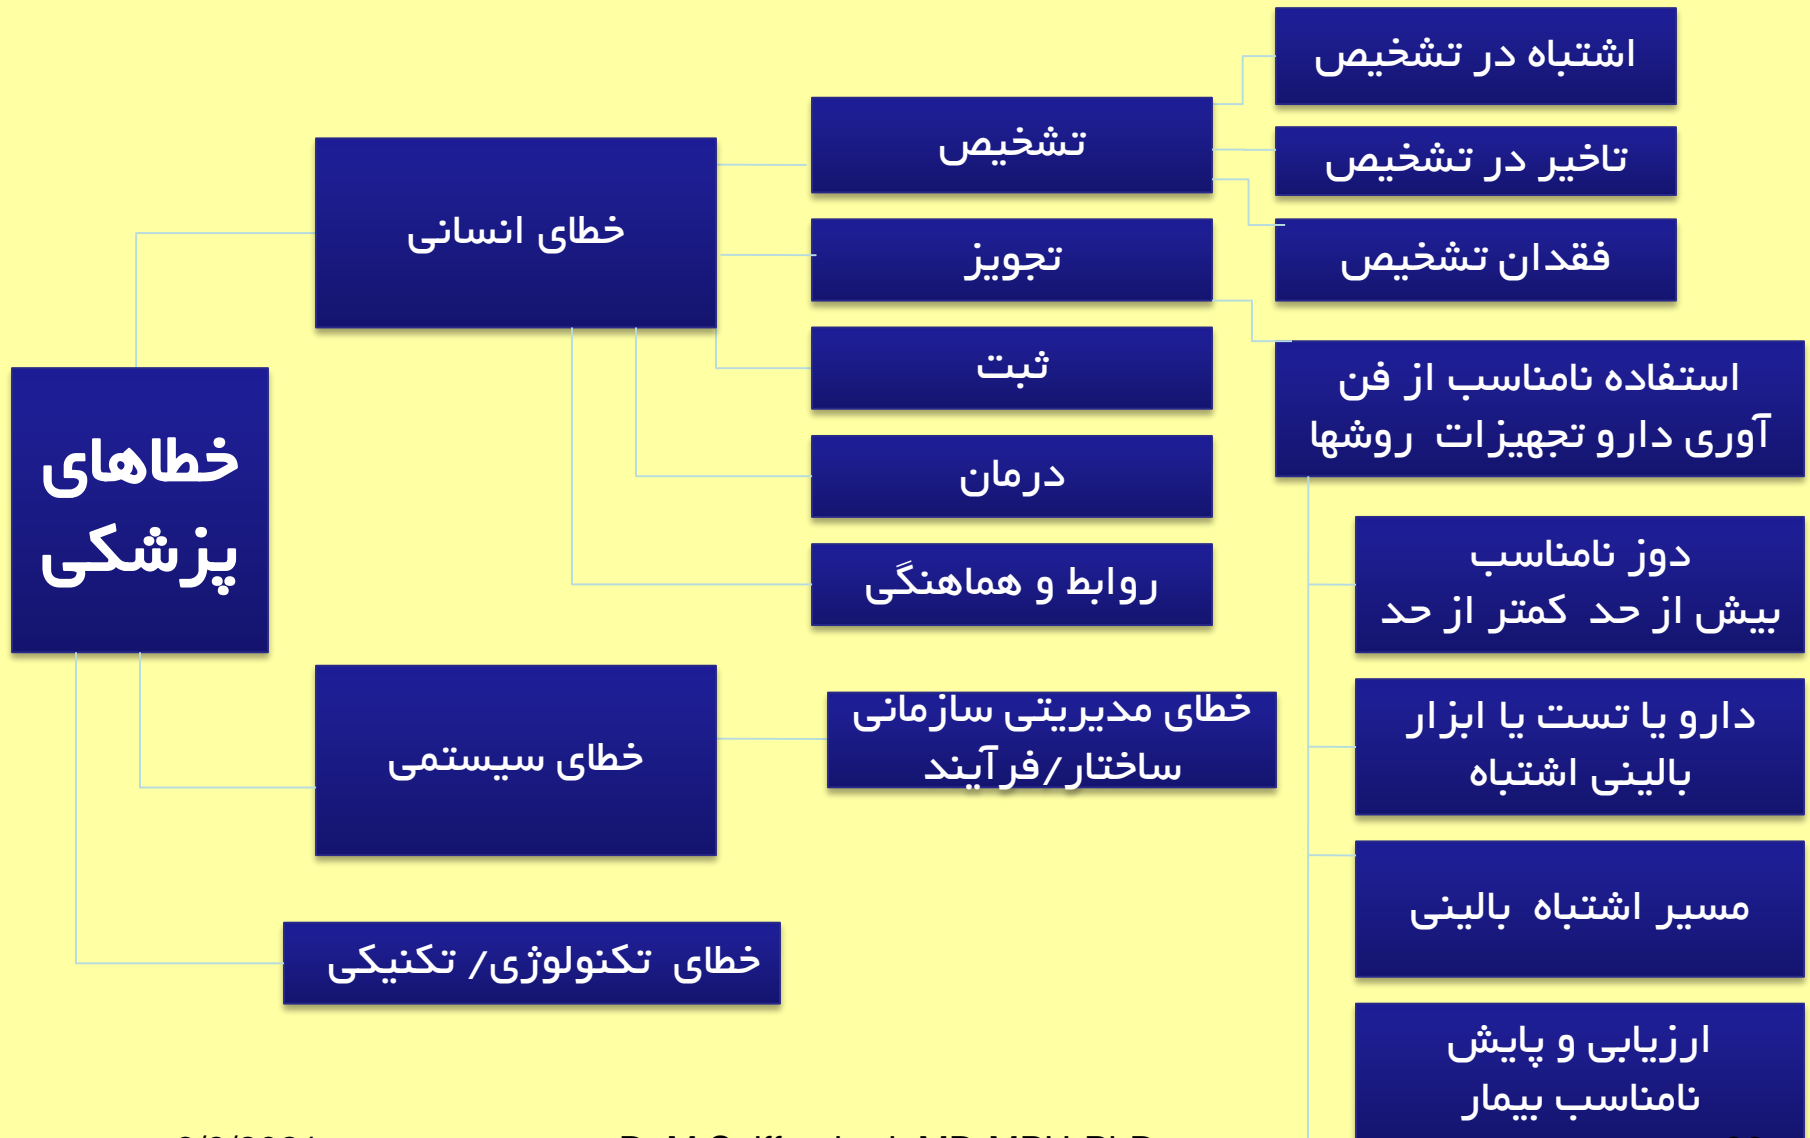 خطاهای
پزشکی
خطای انسانی
تشخیص
اشتباه در تشخیص
تاخیر در تشخیص
فقدان تشخیص
تجویز
استفاده نامناسب از فن
آوری دارو تجهیزات روشها
دوز نامناسب
بیش از حد کمتر از حد
دارو یا تست یا ابزار
بالینی اشتباه
مسیر اشتباه بالینی
ارزیابی و پایش
نامناسب بیمار
ثبت
درمان
روابط و هماهنگی
خطای سیستمی
خطای مدیریتی سازمانی
ساختار/فرآیند
خطای تکنولوژی/ تکنیکی